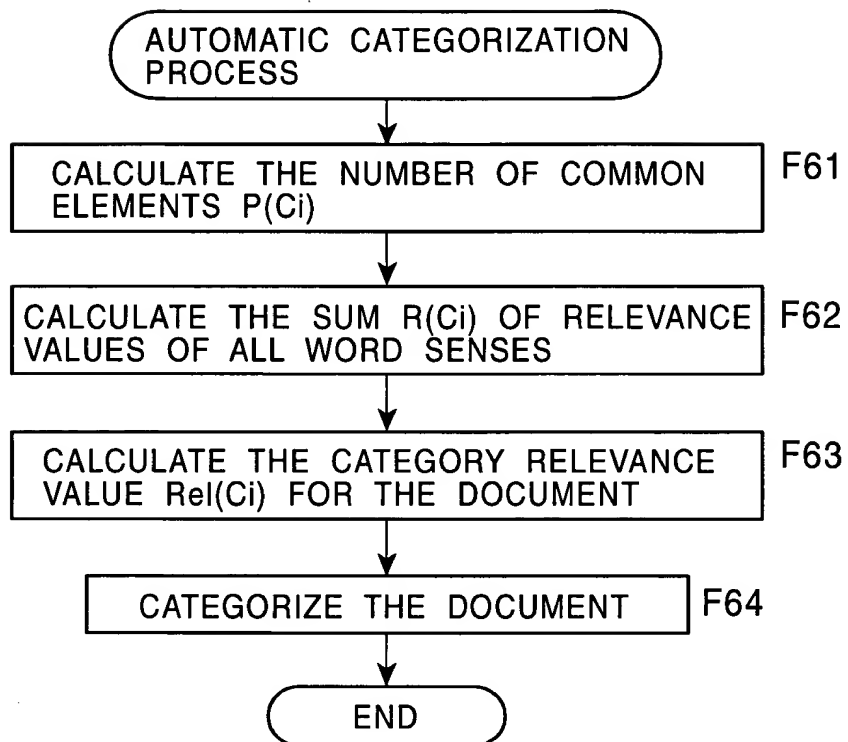 AUTOMATIC CATEGORIZATION
PROCESS
CALCULATE THE NUMBER OF COMMON
ELEMENTS P(Ci)
F61
CALCULATE THE SUM R(Ci) OF RELEVANCE
VALUES OF ALL WORD SENSES
F62
CALCULATE THE CATEGORY RELEVANCE
VALUE Rel(Ci) FOR THE DOCUMENT
F63
CATEGORIZE THE DOCUMENT
F64
END